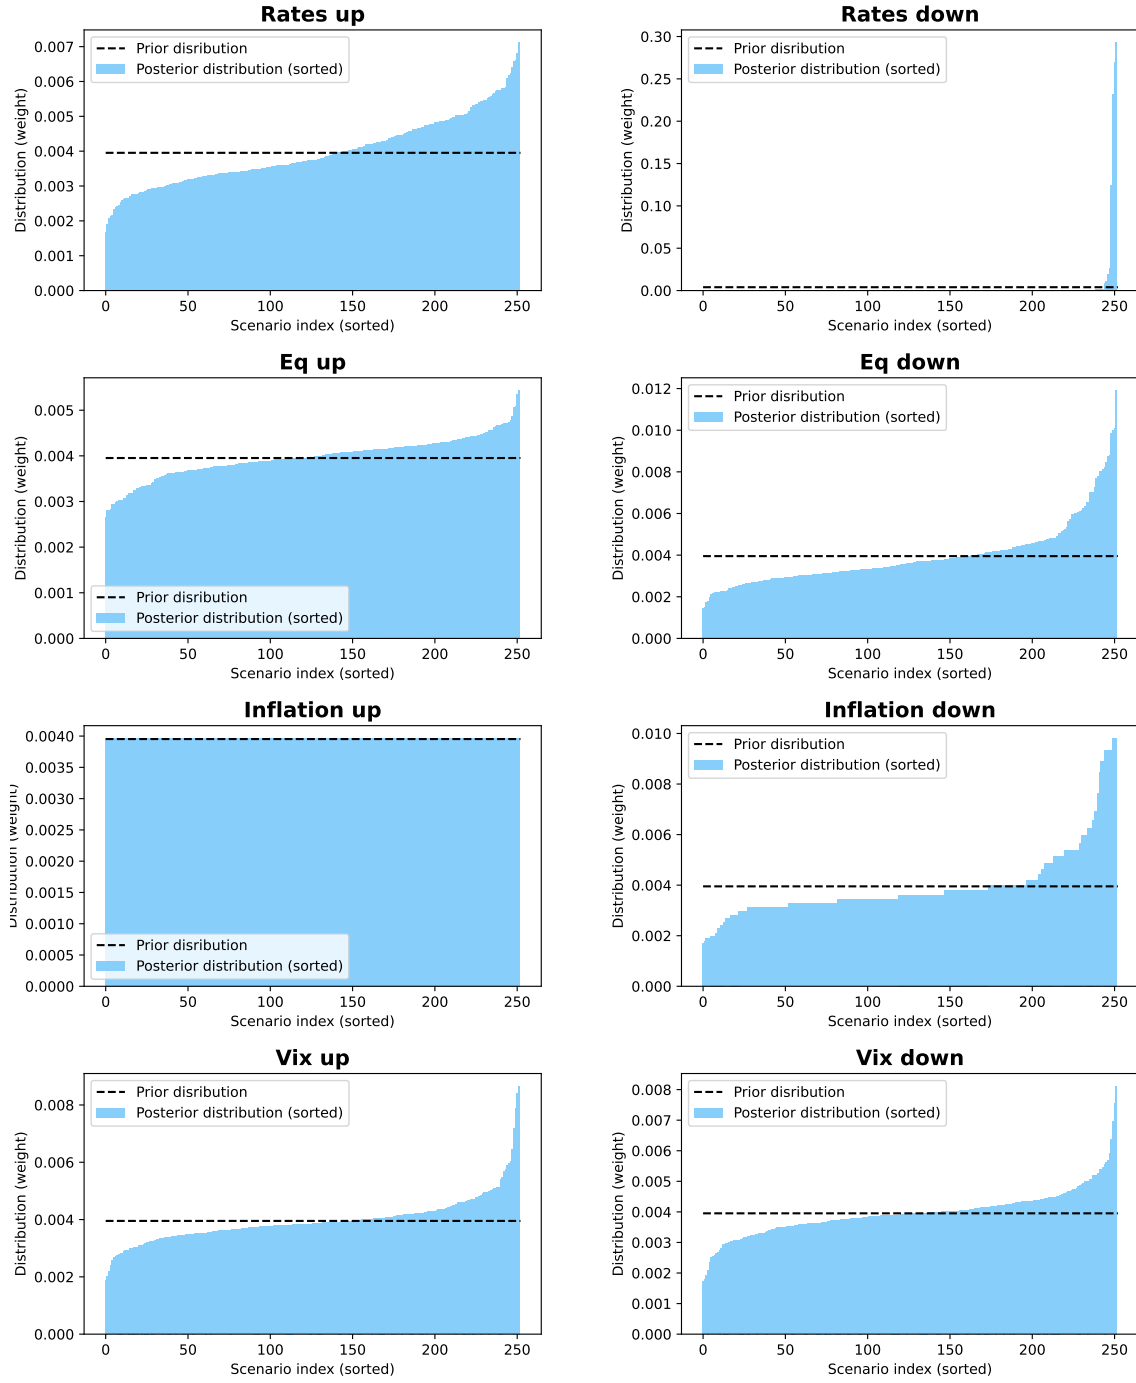 Rates up
Distribution (weight)
0.007
0.006
0.005
0.004
0.003
0.002
0.001
0.000
Prior disribution
Posterior distribution (sorted)
0 50 100 150 200 250
Scenario index (sorted)
Rates down
Distribution (weight)
0.30
0.25
0.20
0.15
0.10
0.05
0.00
Prior disribution
Posterior distribution (sorted)
0 50 100 150 200 250
Scenario index (sorted)
Eq up
Distribution (weight)
0.005
0.004
0.003
0.002
0.001
0.000
Prior disribution
Posterior distribution (sorted)
0 50 100 150 200 250
Scenario index (sorted)
Eq down
Distribution (weight)
0.012
0.010
0.008
0.006
0.004
0.002
0.000
Prior disribution
Posterior distribution (sorted)
0 50 100 150 200 250
Scenario index (sorted)
Inflation up
Distribution (weight)
0.0040
0.0035
0.0030
0.0025
0.0020
0.0015
0.0010
0.0005
0.0000
Prior disribution
Posterior distribution (sorted)
0 50 100 150 200 250
Scenario index (sorted)
Inflation down
Distribution (weight)
0.010
0.008
0.006
0.004
0.002
0.000
Prior disribution
Posterior distribution (sorted)
0 50 100 150 200 250
Scenario index (sorted)
Vix up
Distribution (weight)
0.008
0.006
0.004
0.002
0.000
Prior disribution
Posterior distribution (sorted)
0 50 100 150 200 250
Scenario index (sorted)
Vix down
Distribution (weight)
0.008
0.007
0.006
0.005
0.004
0.003
0.002
0.001
0.000
Prior disribution
Posterior distribution (sorted)
0 50 100 150 200 250
Scenario index (sorted)